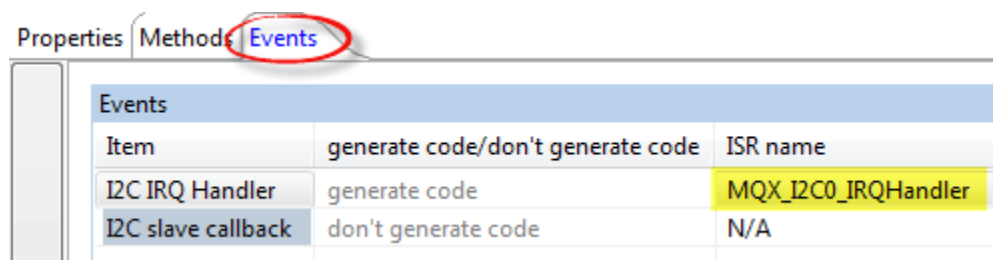 Properties Methods Events
Events
Item generate code/don't generate code ISR name
I2C IRQ Handler generate code MQX_I2C0_IRQHandler
I2C slave callback don't generate code N/A